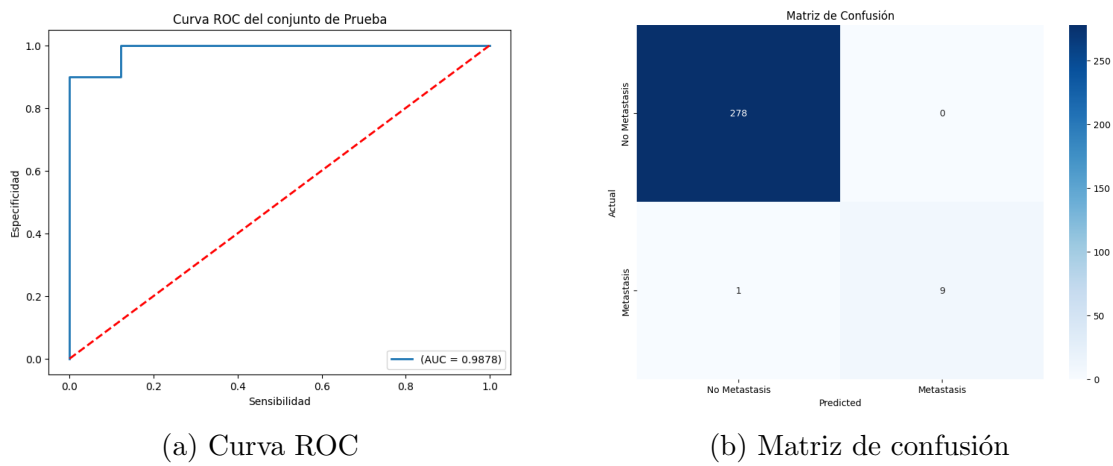 Curva ROC del conjunto de Prueba
1.0
0.8
0.6
0.4
0.2
0.0
Especificidad
(AUC = 0.9878)
0.0 0.2 0.4 0.6 0.8 1.0
Sensibilidad
(a) Curva ROC
Matriz de Confusión
No Metastasis
278 0
Actual
Metastasis
1 9
No Metastasis Metastasis
Predicted
250
200
150
100
50
0
(b) Matriz de confusión